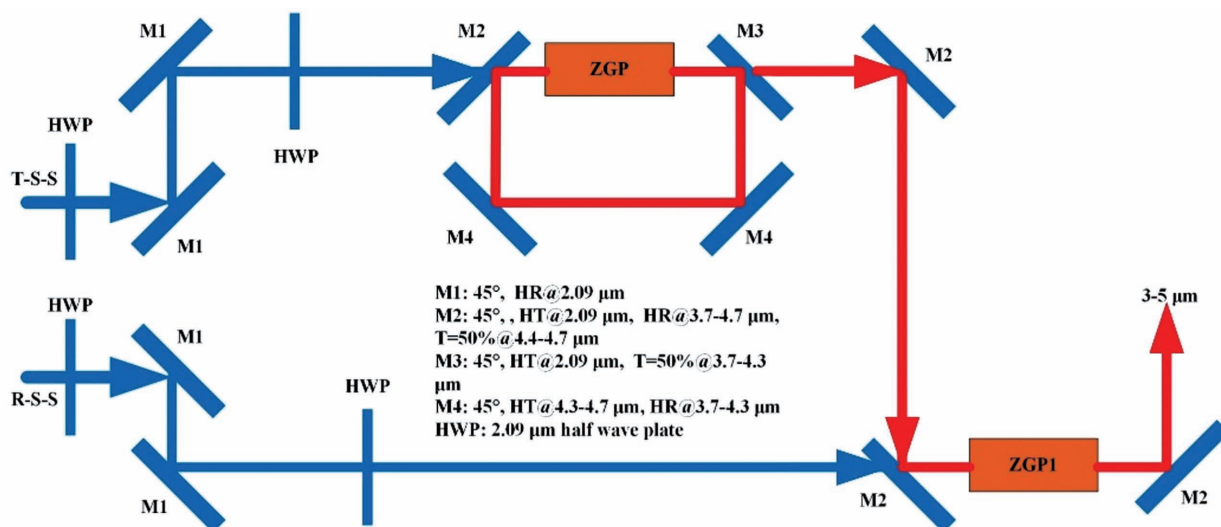 M1
M2
ZGP
M3
M2
HWP
HWP
T-S-S
M1
M4
M4
M1: 45°, HR@2.09 μm
M2: 45°, , HT@2.09 μm, HR@3.7-4.7 μm,
T=50%@4.4-4.7 μm
M3: 45°, HT@2.09 μm, T=50%@3.7-4.3
μm
M4: 45°, HT@4.3-4.7 μm, HR@3.7-4.3 μm
HWP: 2.09 μm half wave plate
3-5 μm
HWP
M1
R-S-S
HWP
M1
M2
ZGP1
M2